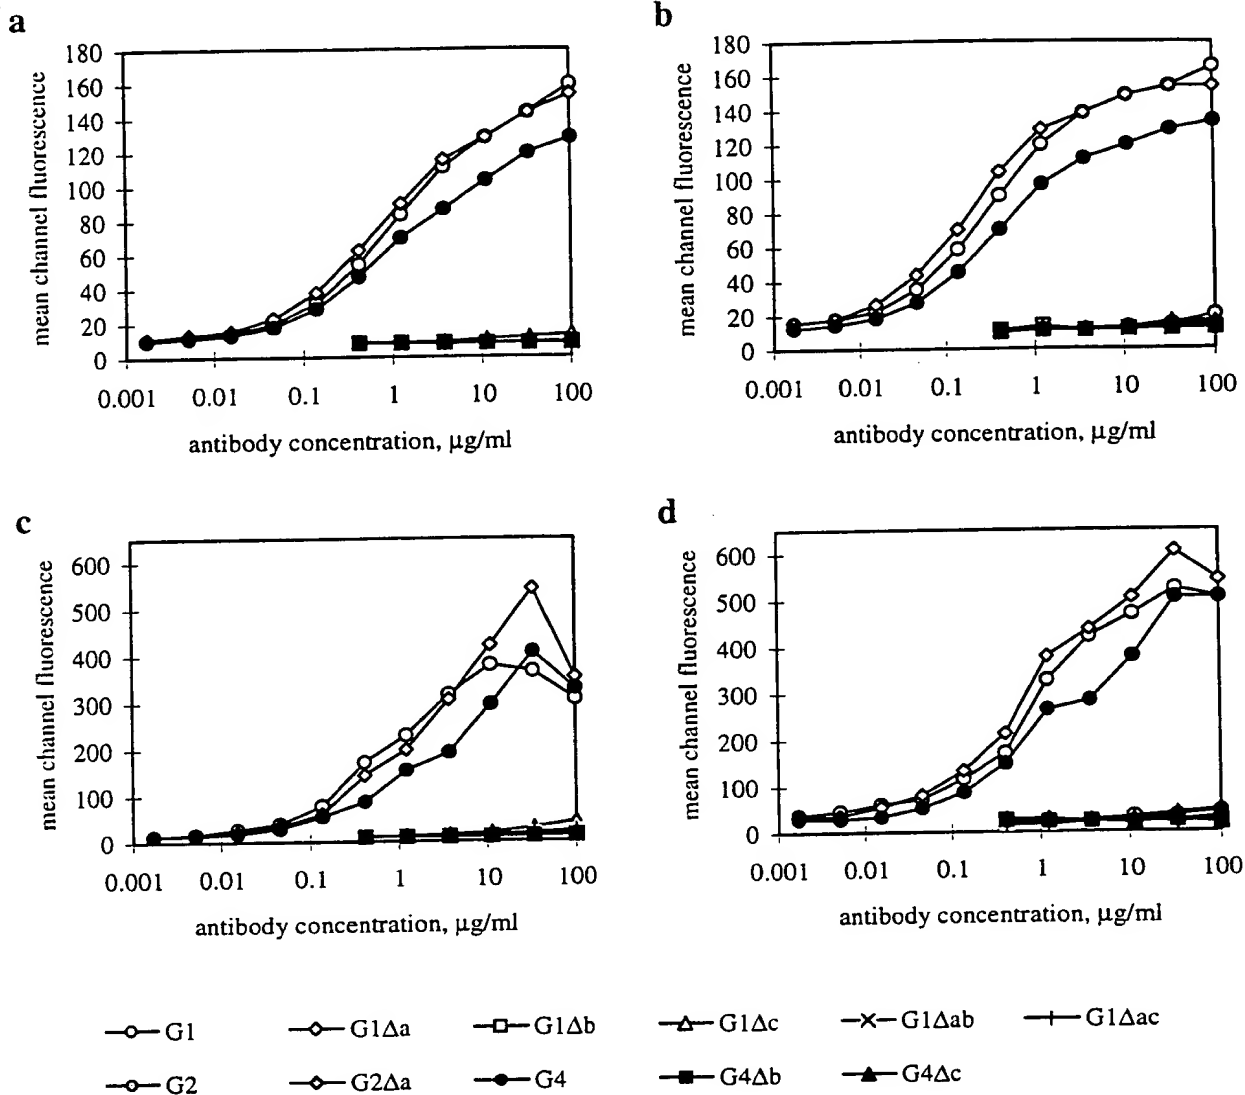 a
180
160
140
120
100
80
60
40
20
0
mean channel fluorescence
0.001 0.01 0.1 1 10 100
antibody concentration, µg/ml
b
180
160
140
120
100
80
60
40
20
0
mean channel fluorescence
0.001 0.01 0.1 1 10 100
antibody concentration, µg/ml
c
600
500
400
300
200
100
0
mean channel fluorescence
0.001 0.01 0.1 1 10 100
antibody concentration, µg/ml
d
600
500
400
300
200
100
0
mean channel fluorescence
0.001 0.01 0.1 1 10 100
antibody concentration, µg/ml
G1 G1Δa G1Δb G1Δc G1Δab G1Δac
G2 G2Δa G4 G4Δb G4Δc